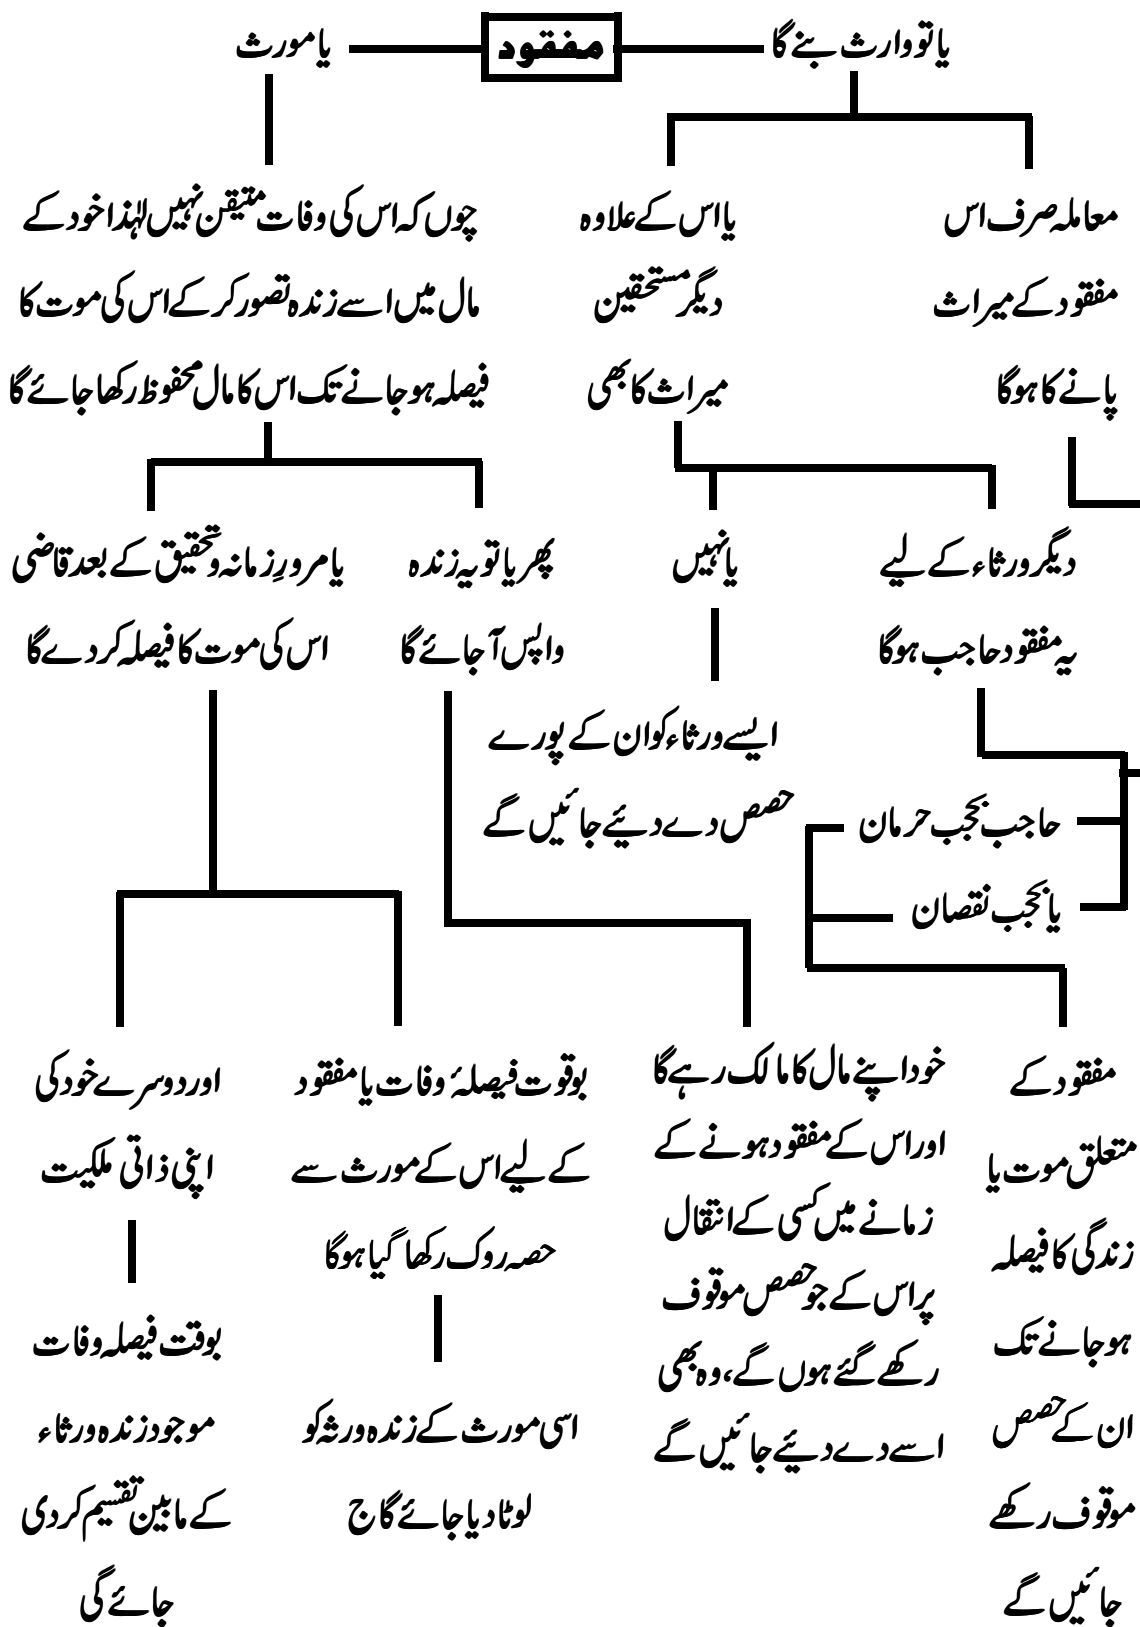 مفقود
یا تو وارث بنے گا
یا مورث
معاملہ صرف اس
مفقود کے میراث
پانے کا ہوگا
یا اس کے علاوہ
دیگر مستحقین
میراث کا بھی
چوں کہ اس کی وفات متیقن نہیں لہٰذا خود کے
مال میں اسے زندہ تصور کر کے اس کی موت کا
فیصلہ ہو جانے تک اس کا مال محفوظ رکھا جائے گا
دیگر ورثاء کے لیے
یہ مفقود حاجب ہوگا
یا نہیں
پھر یا تو یہ زندہ
واپس آ جائے گا
یا مرورِ زمانہ و تحقیق کے بعد قاضی
اس کی موت کا فیصلہ کر دے گا
ایسے ورثاء کو ان کے پورے
حصص دے دیئے جائیں گے
حاجب بحجب حرمان
یا بحجب نقصان
مفقود کے
متعلق موت یا
زندگی کا فیصلہ
ہو جانے تک
ان کے حصص
موقوف رکھے
جائیں گے
خود اپنے مال کا مالک رہے گا
اور اس کے مفقود ہونے کے
زمانے میں کسی کے انتقال
پر اس کے جو حصص موقوف
رکھے گئے ہوں گے، وہ بھی
اسے دے دیئے جائیں گے
بوقوت فیصلۂ وفات یا مفقود
کے لیے اس کے مورث سے
حصہ روک رکھا گیا ہوگا
اسی مورث کے زندہ ورثہ کو
لوٹا دیا جائے گا ج
اور دوسرے خود کی
اپنی ذاتی ملکیت
بوقت فیصلہ وفات
موجود زندہ ورثاء
کے مابین تقسیم کر دی
جائے گی